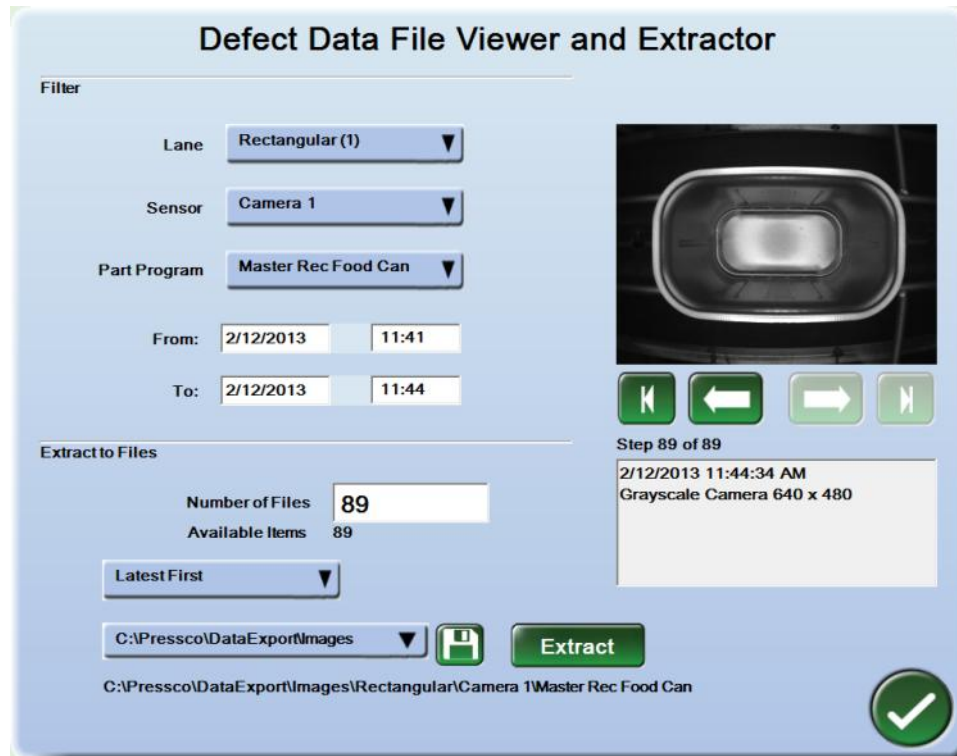 Defect Data File Viewer and Extractor
Filter
Lane
Rectangular (1)
Sensor
Camera 1
Part Program
Master Rec Food Can
From:
2/12/2013
11:41
To:
2/12/2013
11:44
Step 89 of 89
2/12/2013 11:44:34 AM
Grayscale Camera 640 x 480
Extract to Files
Number of Files
89
Available Items
89
Latest First
C:\Pressco\DataExport\Images
Extract
C:\Pressco\DataExport\Images\Rectangular\Camera 1\Master Rec Food Can